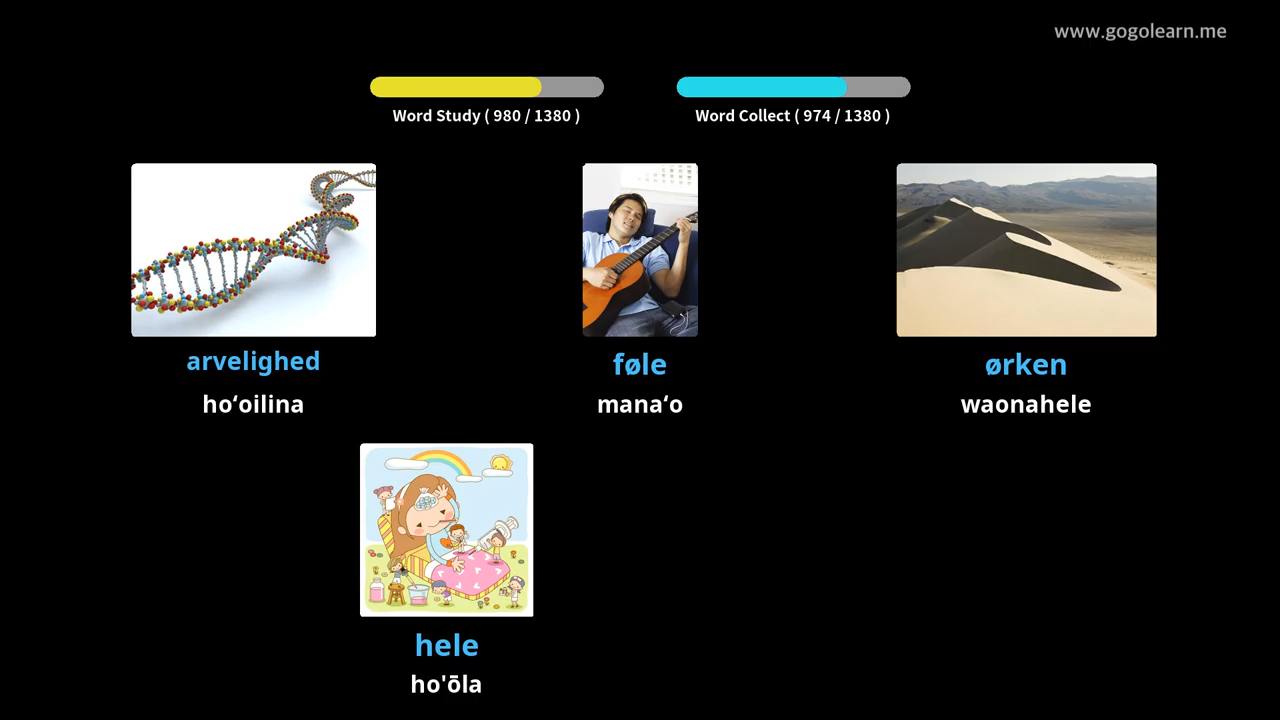 www.gogolearn.me
Word Study ( 980 / 1380 )
Word Collect ( 974 / 1380 )
arvelighed
føle
ørken
hoʻoilina
manaʻo
waonahele
hele
ho'ōla